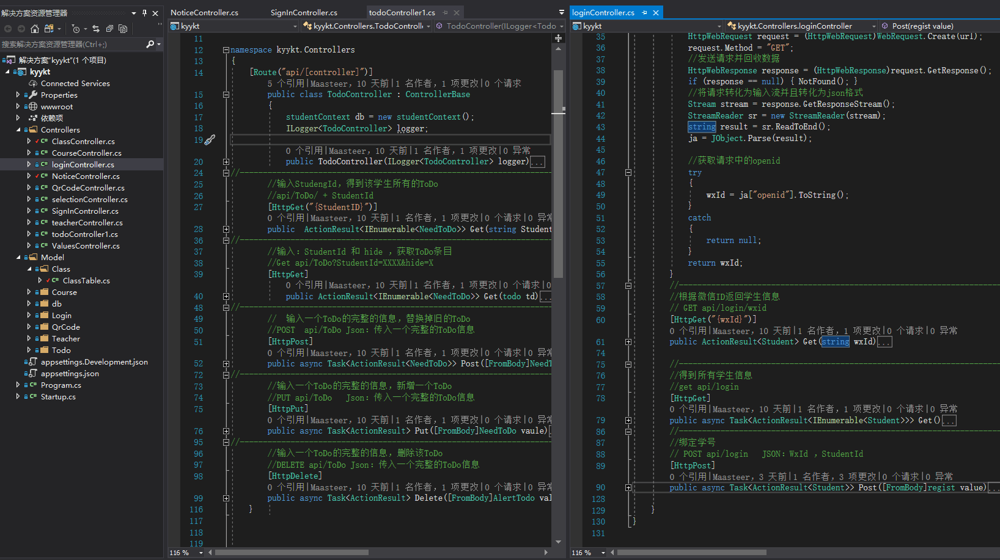 解决方案资源管理器
搜索解决方案资源管理器(Ctrl+;)
解决方案"kyykt"(1 个项目)
kyykt
Connected Services
Properties
wwwroot
依赖项
Controllers
ClassController.cs
CourseController.cs
loginController.cs
NoticeController.cs
QrCodeController.cs
selectionController.cs
SignInController.cs
teacherController.cs
todoController1.cs
ValuesController.cs
Model
Class
ClassTable.cs
Course
db
Login
QrCode
Teacher
Todo
appsettings.Development.json
appsettings.json
Program.cs
Startup.cs
NoticeController.cs SignInController.cs todoController1.cs
kyykt kyykt.Controllers.TodoControlle TodoController(ILogger<Todo
11
12 namespace kyykt.Controllers
13 {
14 [Route("api/[controller]")]
5 个引用|Maasteer, 10 天前|1 名作者, 1 项更改|0 个请求
15 public class TodoController : ControllerBase
16 {
17 studentContext db = new studentContext();
18 ILogger<TodoController> logger;
19
0 个引用|Maasteer, 10 天前|1 名作者, 1 项更改|0 异常
20 public TodoController(ILogger<TodoController> logger)...
24 //----------------------------------------------------------------
25 //输入StudengId, 得到该学生所有的ToDo
26 //api/ToDo/ + StudentId
27 [HttpGet("{StudentID}")]
0 个引用|Maasteer, 10 天前|1 名作者, 1 项更改|0 个请求|0 异常
28 public ActionResult<IEnumerable<NeedToDo>> Get(string Student
36 //----------------------------------------------------------------
37 //输入: StudentId 和 hide , 获取ToDo条目
38 //Get api/ToDo?StudentId=XXXX&hide=X
39 [HttpGet]
0 个引用|Maasteer, 10 天前|1 名作者, 1 项更改|0 个请求|0
40 public ActionResult<IEnumerable<NeedToDo>> Get(todo td)...
48 //----------------------------------------------------------------
49 // 输入一个ToDo的完整的信息, 替换掉旧的ToDo
50 //POST api/ToDo Json: 传入一个完整的ToDo信息
51 [HttpPost]
0 个引用|Maasteer, 10 天前|1 名作者, 1 项更改|0 个请求|0 异常
52 public async Task<ActionResult<NeedToDo>> Post([FromBody]NeedT
72 //----------------------------------------------------------------
73 //输入一个ToDo的完整的信息, 新增一个ToDo
74 //PUT api/ToDo Json: 传入一个完整的ToDo信息
75 [HttpPut]
0 个引用|Maasteer, 10 天前|1 名作者, 1 项更改|0 个请求|0 异常
76 public async Task<ActionResult> Put([FromBody]NeedToDo vaule)
95 //----------------------------------------------------------------
96 //输入一个ToDo的完整的信息, 删除该ToDo
97 //DELETE api/ToDo Json: 传入一个完整的ToDo信息
98 [HttpDelete]
0 个引用|Maasteer, 10 天前|1 名作者, 1 项更改|0 个请求|0 异常
99 public async Task<ActionResult> Delete([FromBody]AlertTodo val
116 }
117
118
119
116 %
loginController.cs
kyykt kyykt.Controllers.loginController Post(regist value)
35 HttpWebRequest request = (HttpWebRequest)WebRequest.Create(url);
36 request.Method = "GET";
37 //发送请求并回收数据
38 HttpWebResponse response = (HttpWebResponse)request.GetResponse();
39 if (response == null) { NotFound(); }
40 //将请求转化为输入流并且转化为json格式
41 Stream stream = response.GetResponseStream();
42 StreamReader sr = new StreamReader(stream);
43 string result = sr.ReadToEnd();
44 ja = JObject.Parse(result);
45
46 //获取请求中的openid
47 try
48 {
49 wxId = ja["openid"].ToString();
50 }
51 catch
52 {
53 return null;
54 }
55 return wxId;
56 }
57 //----------------------------------------------------------------
58 //根据微信ID返回学生信息
59 // GET api/login/wxid
60 [HttpGet("{wxId}")]
0 个引用|Maasteer, 10 天前|1 名作者, 1 项更改|0 个请求|0 异常
61 public ActionResult<Student> Get(string wxId)...
74
75 //----------------------------------------------------------------
76 //得到所有学生信息
77 //get api/login
78 [HttpGet]
0 个引用|Maasteer, 10 天前|1 名作者, 1 项更改|0 个请求|0 异常
79 public async Task<ActionResult<IEnumerable<Student>>> Get()...
86 //----------------------------------------------------------------
87 //绑定学号
88 // POST api/login JSON: WxId , StudentId
89 [HttpPost]
0 个引用|Maasteer, 3 天前|1 名作者, 3 项更改|0 个请求|0 异常
90 public async Task<ActionResult<Student>> Post([FromBody]regist value)...
128
129 }
130 }
131
116 %